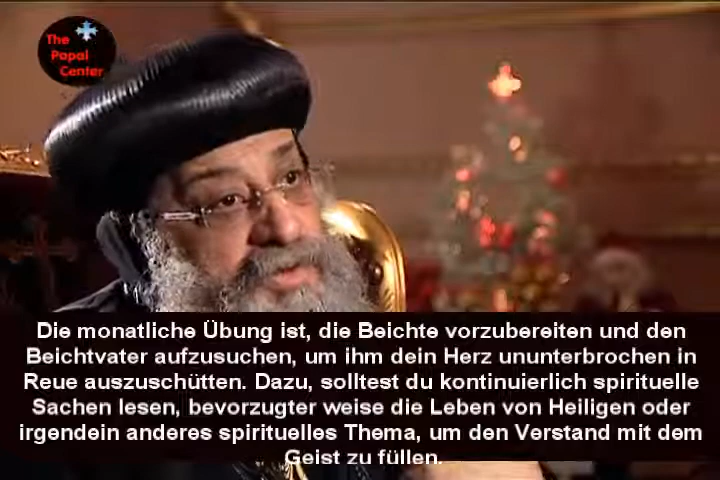 The
Papal
Center
Die monatliche Übung ist, die Beichte vorzubereiten und den
Beichtvater aufzusuchen, um ihm dein Herz ununterbrochen in
Reue auszuschütten. Dazu, solltest du kontinuierlich spirituelle
Sachen lesen, bevorzugter weise die Leben von Heiligen oder
irgendein anderes spirituelles Thema, um den Verstand mit dem
Geist zu füllen.